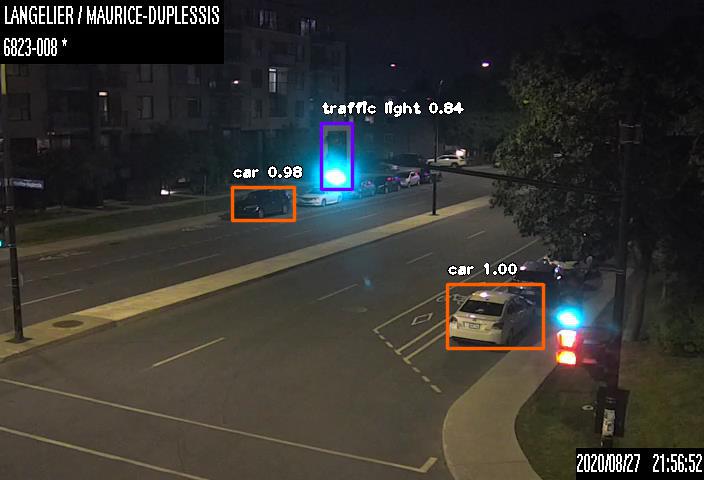 LANGELIER / MAURICE-DUPLESSIS
6823-008 *
traffic light 0.84
car 0.98
car 1.00
2020/08/27 21:56:52